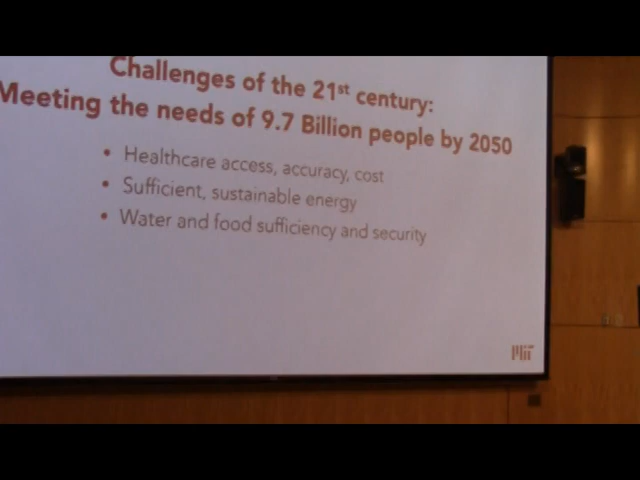 Challenges of the 21st century:
Meeting the needs of 9.7 Billion people by 2050
• Healthcare access, accuracy, cost
• Sufficient, sustainable energy
• Water and food sufficiency and security
MIT